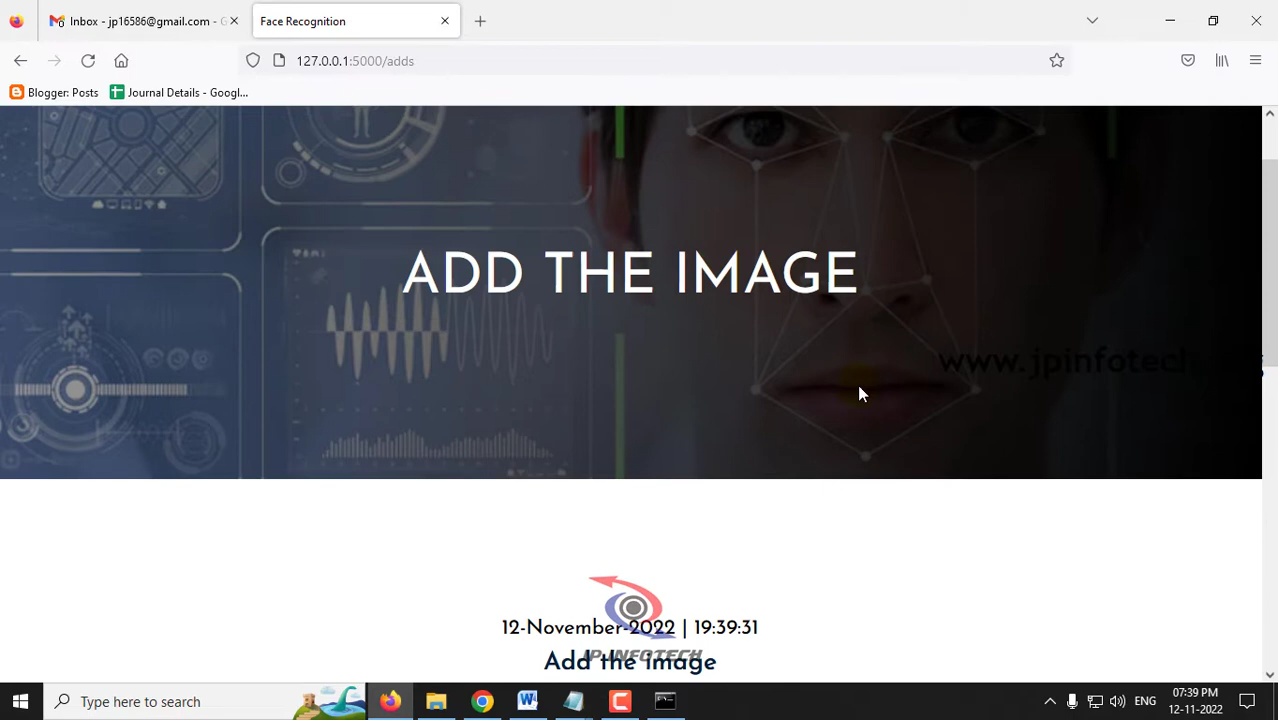 Inbox - jp16586@gmail.com - G
Face Recognition
127.0.0.1:5000/adds
Blogger: Posts
Journal Details - Googl...
ADD THE IMAGE
www.jpinfotech
12-November-2022 | 19:39:31
JP INFOTECH
Add the image
Type here to search
ENG
07:39 PM
12-11-2022